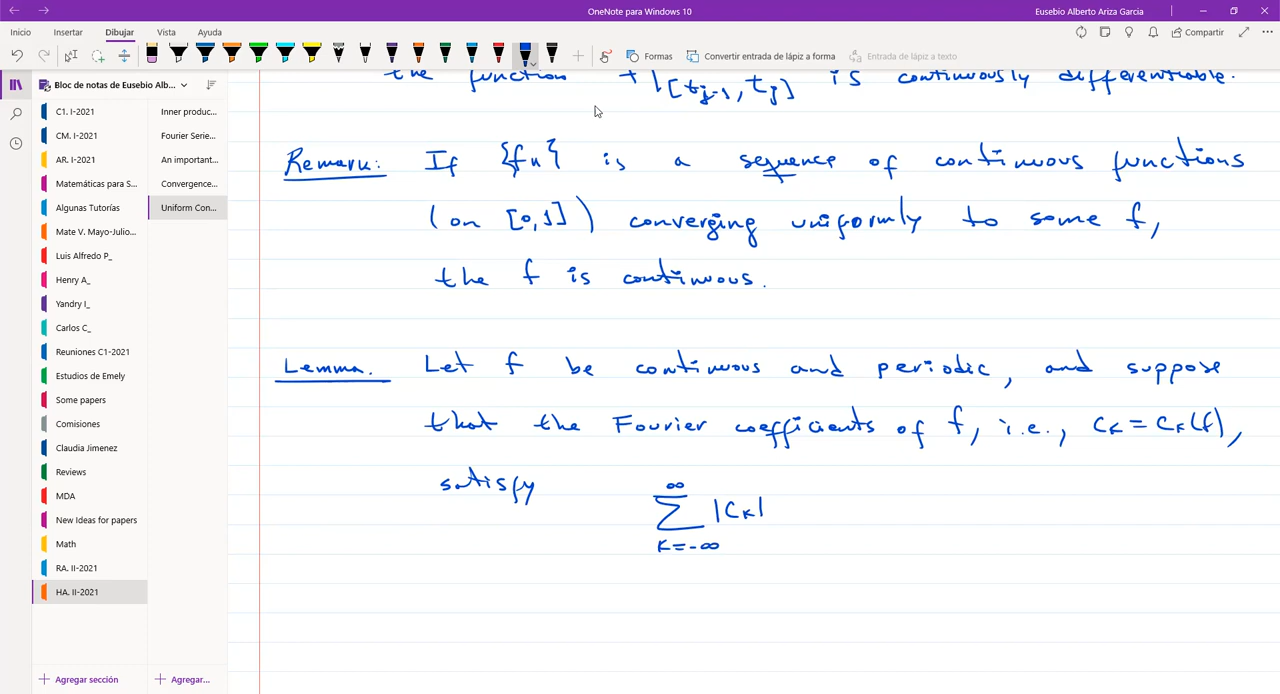 OneNote para Windows 10
Eusebio Alberto Ariza Garcia
Inicio Insertar Dibujar Vista Ayuda
Compartir
Formas
Convertir entrada de lápiz a forma
Entrada de lápiz a texto
Bloc de notas de Eusebio Alb...
C1. I-2021
CM. I-2021
AR. I-2021
Matemáticas para S...
Algunas Tutorías
Mate V. Mayo-Julio...
Luis Alfredo P_
Henry A_
Yandry I_
Carlos C_
Reuniones C1-2021
Estudios de Emely
Some papers
Comisiones
Claudia Jimenez
Reviews
MDA
New Ideas for papers
Math
RA. II-2021
HA. II-2021
Agregar sección
Inner produc...
Fourier Serie...
An important...
Convergence...
Uniform Con...
Agregar...
the function f|[tj-1, tj] is continuously differentiable.
Remark: If {fn} is a sequence of continuous functions
(on [0,1]) converging uniformly to some f,
the f is continuous.
Lemma. Let f be continuous and periodic, and suppose
that the Fourier coefficients of f, i.e., CK = CK(f),
satisfy
∞
∑ |CK|
K=-∞